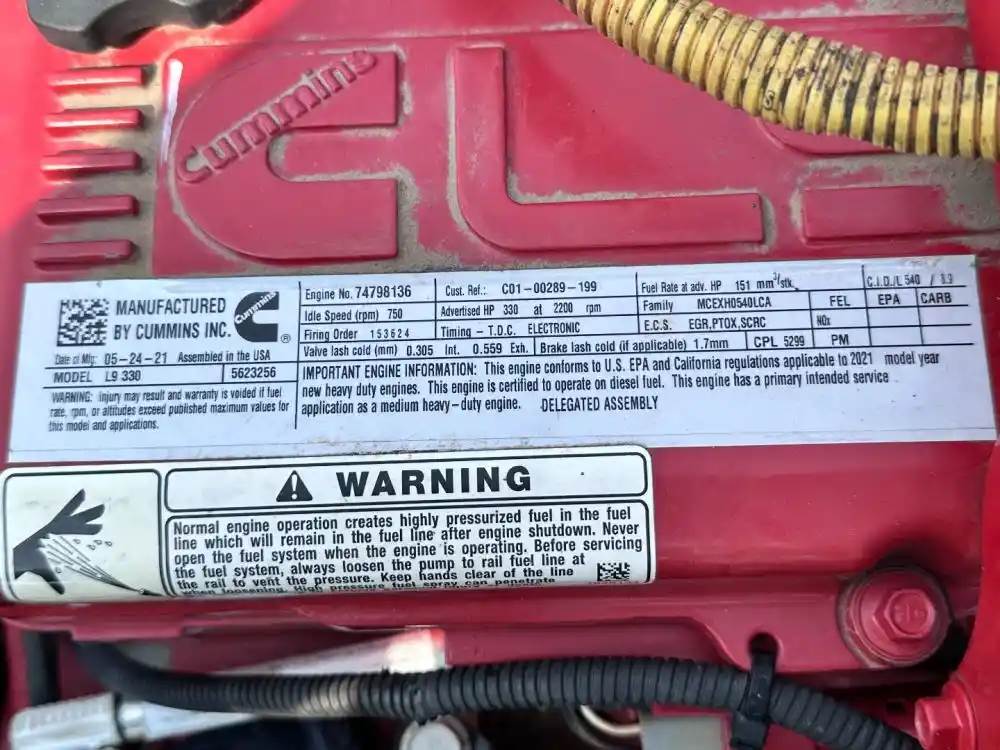 cummins
CL
MANUFACTURED
BY CUMMINS INC.
Cummins
®
Date of Mfg: 05-24-21 Assembled in the USA
MODEL L9 330 5623256
WARNING: Injury may result and warranty is voided if fuel
rate, rpm, or altitudes exceed published maximum values for
this model and applications.
Engine No. 74798136 Cust. Ref.: C01-00289-199 Fuel Rate at adv. HP 151 mm³/stk C.I.D./L 540 / 8.9
Idle Speed (rpm) 750 Advertised HP 330 at 2200 rpm Family MCEXH0540LCA FEL EPA CARB
Firing Order 153624 Timing - T.D.C. ELECTRONIC E.C.S. EGR,PTOX,SCRC NOx
Valve lash cold (mm) 0.305 Int. 0.559 Exh. Brake lash cold (if applicable) 1.7mm CPL 5299 PM
IMPORTANT ENGINE INFORMATION: This engine conforms to U.S. EPA and California regulations applicable to 2021 model year
new heavy duty engines. This engine is certified to operate on diesel fuel. This engine has a primary intended service
application as a medium heavy-duty engine. DELEGATED ASSEMBLY
WARNING
Normal engine operation creates highly pressurized fuel in the fuel
line which will remain in the fuel line after engine shutdown. Never
open the fuel system when the engine is operating. Before servicing
the fuel system, always loosen the pump to rail fuel line at
the rail to vent the pressure. Keep hands clear of the line
when loosening. High pressure fuel spray can penetrate